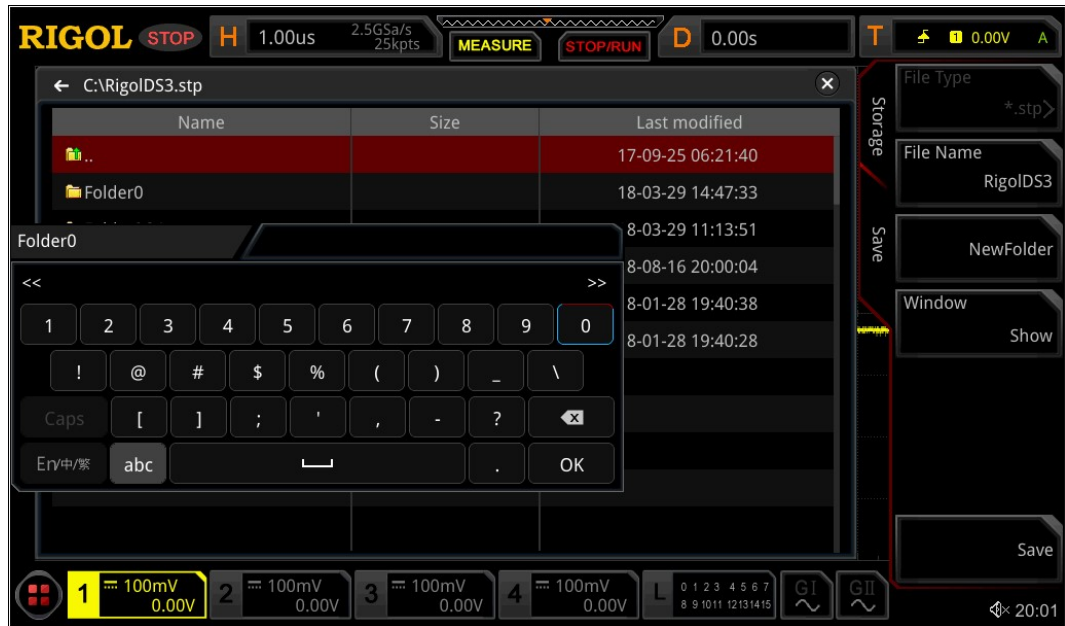 RIGOL STOP H 1.00us 2.5GSa/s 25kpts MEASURE STOP/RUN D 0.00s T 1 0.00V A
C:\RigolDS3.stp
Name Size Last modified
.. 17-09-25 06:21:40
Folder0 18-03-29 14:47:33
8-03-29 11:13:51
8-08-16 20:00:04
8-01-28 19:40:38
8-01-28 19:40:28
Folder0
<< >>
1 2 3 4 5 6 7 8 9 0
! @ # $ % ( ) _ \
Caps [ ] ; ' , - ?
En/中/繁 abc . OK
Storage
Save
File Type
*.stp
File Name
RigolDS3
NewFolder
Window
Show
Save
1 100mV 0.00V 2 100mV 0.00V 3 100mV 0.00V 4 100mV 0.00V L 0 1 2 3 4 5 6 7 GI GII
8 9 10 11 12 13 14 15
20:01